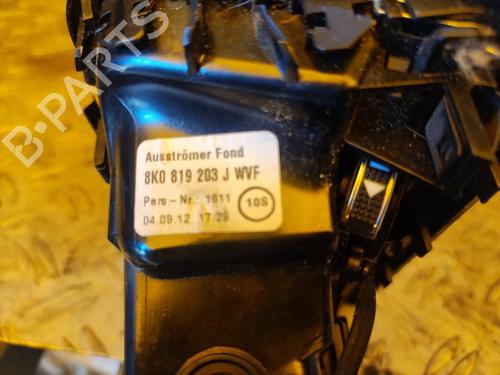 B-PARTS
Ausströmer Fond
8K0 819 203 J WVF
Pers-Nr.: 1611
10S
04.09.12 17:29